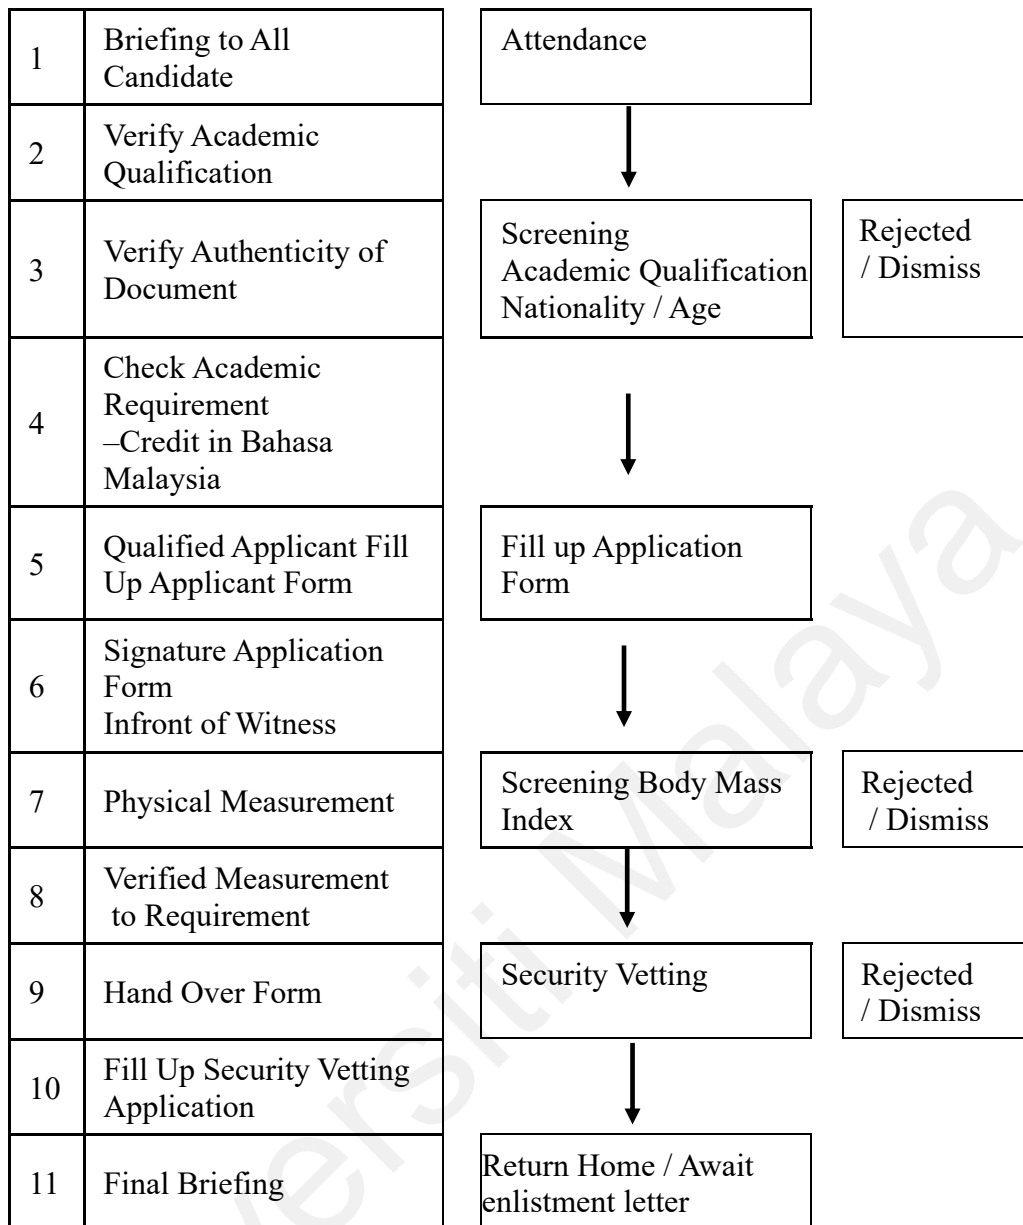 1
Briefing to All
Candidate
2
Verify Academic
Qualification
3
Verify Authenticity of
Document
4
Check Academic
Requirement
–Credit in Bahasa
Malaysia
5
Qualified Applicant Fill
Up Applicant Form
6
Signature Application
Form
Infront of Witness
7
Physical Measurement
8
Verified Measurement
to Requirement
9
Hand Over Form
10
Fill Up Security Vetting
Application
11
Final Briefing
Attendance
Screening
Academic Qualification
Nationality / Age
Rejected
/ Dismiss
Fill up Application
Form
Screening Body Mass
Index
Rejected
/ Dismiss
Security Vetting
Rejected
/ Dismiss
Return Home / Await
enlistment letter
versiti Malaya